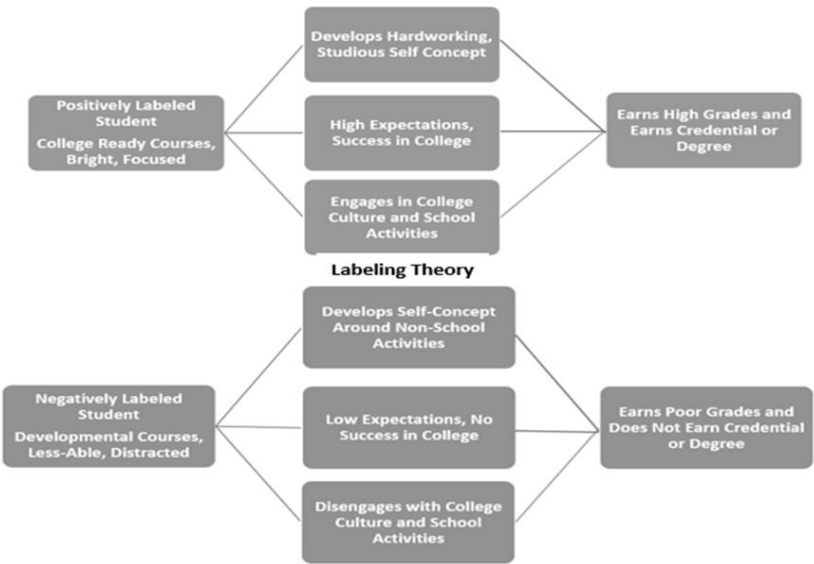 Develops Hardworking,
Studious Self Concept
Positively Labeled
Student
College Ready Courses,
Bright, Focused
High Expectations,
Success in College
Earns High Grades and
Earns Credential or
Degree
Engages in College
Culture and School
Activities
Labeling Theory
Develops Self-Concept
Around Non-School
Activities
Negatively Labeled
Student
Developmental Courses,
Less-Able, Distracted
Low Expectations, No
Success in College
Earns Poor Grades and
Does Not Earn Credential
or Degree
Disengages with College
Culture and School
Activities